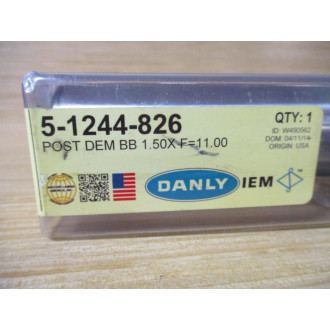 5-1244-826
POST DEM BB 1.50X F=11.00
QTY: 1
ID: W490562
DOM: 04/11/14
ORIGIN: USA
DANLY IEM